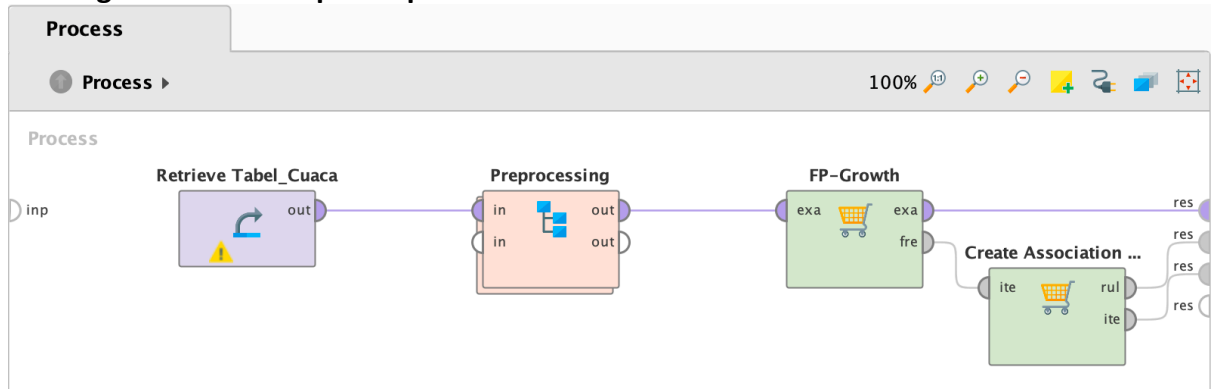 Process
Process
100%
Process
Retrieve Tabel_Cuaca
Preprocessing
FP-Growth
inp
out
in
out
in
out
exa
exa
fre
res
res
res
res
Create Association ...
ite
rul
ite